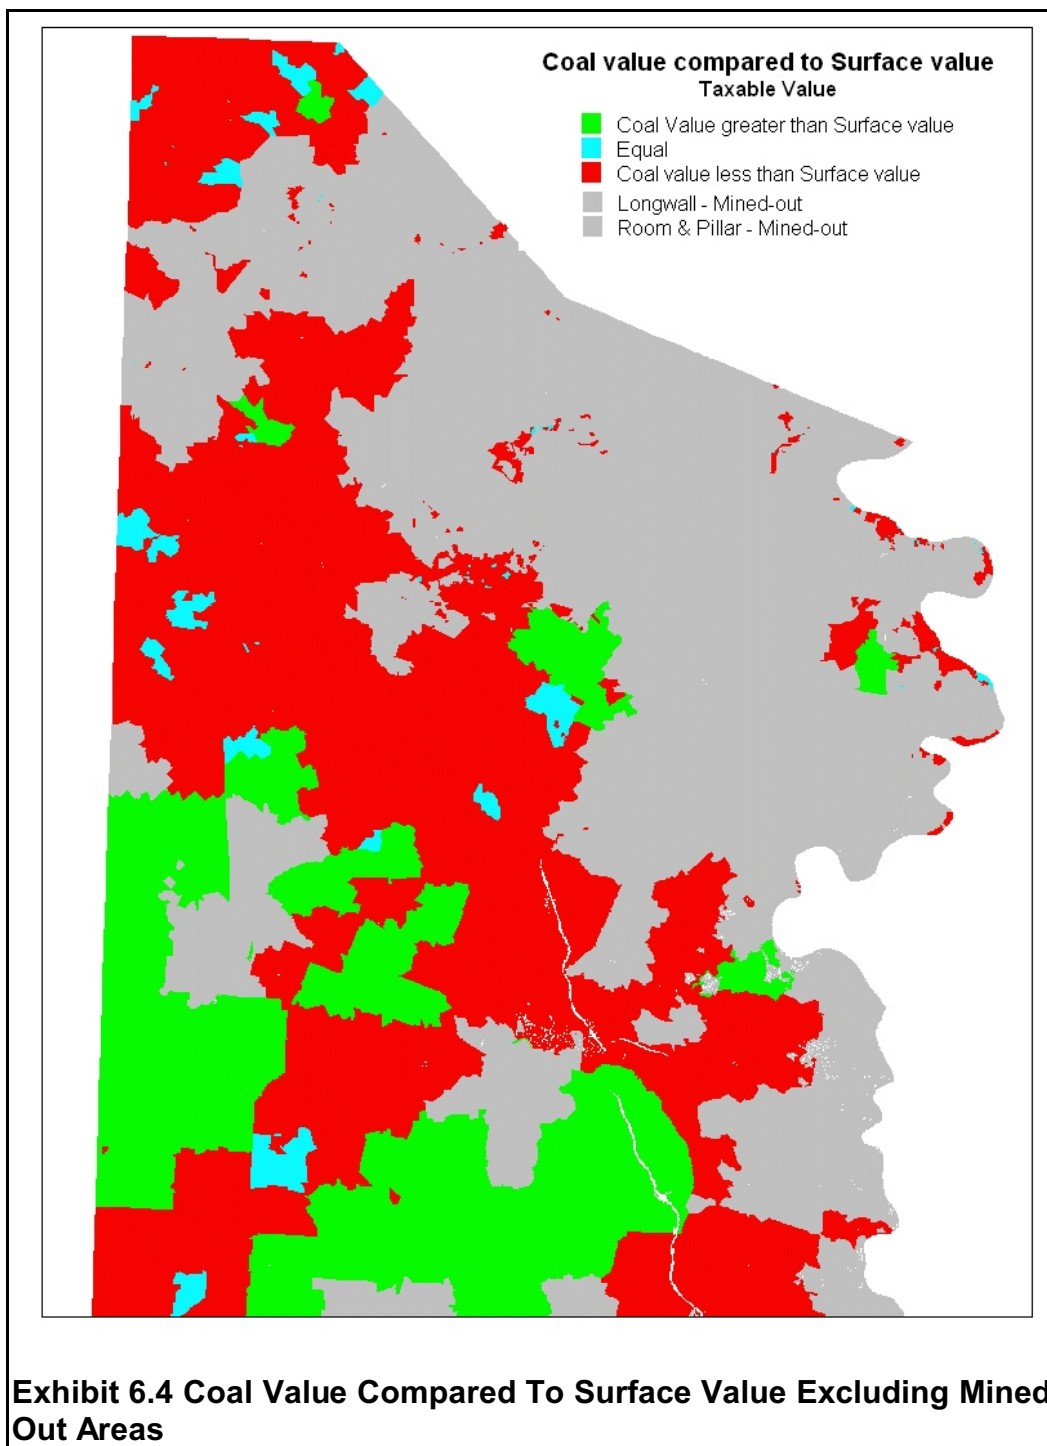 Coal value compared to Surface value
Taxable Value
Coal Value greater than Surface value
Equal
Coal value less than Surface value
Longwall - Mined-out
Room & Pillar - Mined-out
Exhibit 6.4 Coal Value Compared To Surface Value Excluding Mined
Out Areas